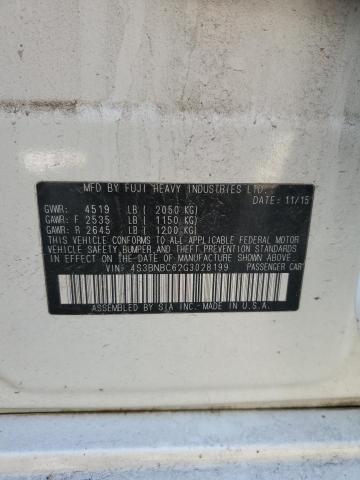 MFD BY FUJI HEAVY INDUSTRIES LTD.
DATE: 11/15
GVWR: 4519 LB ( 2050 KG)
GAWR: F 2535 LB ( 1150 KG)
GAWR: R 2645 LB ( 1200 KG)
THIS VEHICLE CONFORMS TO ALL APPLICABLE FEDERAL MOTOR
VEHICLE SAFETY, BUMPER, AND THEFT PREVENTION STANDARDS
IN EFFECT ON THE DATE OF MANUFACTURE SHOWN ABOVE.
VIN: 4S3BNBC62G3028199 PASSENGER CAR
ASSEMBLED BY SIA INC.-MADE IN U.S.A.